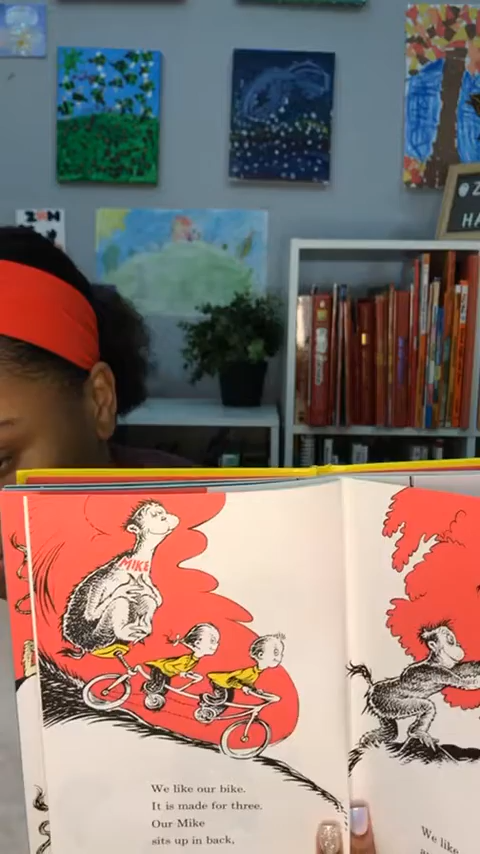 MIKE
We like our bike.
It is made for three.
Our Mike
sits up in back,
We like